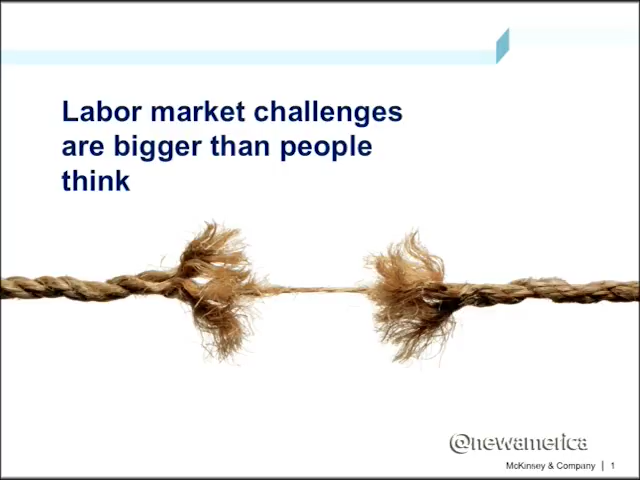 Labor market challenges
are bigger than people
think
@newamerica
McKinsey & Company | 1